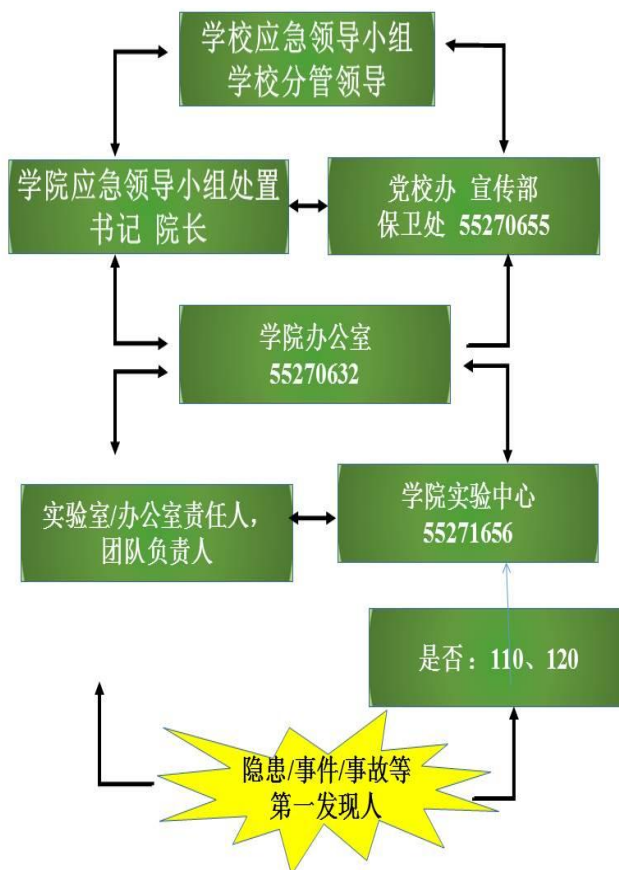 学校应急领导小组
学校分管领导
学院应急领导小组处置
书记 院长
党校办 宣传部
保卫处 55270655
学院办公室
55270632
实验室/办公室责任人，
团队负责人
学院实验中心
55271656
是否：110、120
隐患/事件/事故等
第一发现人